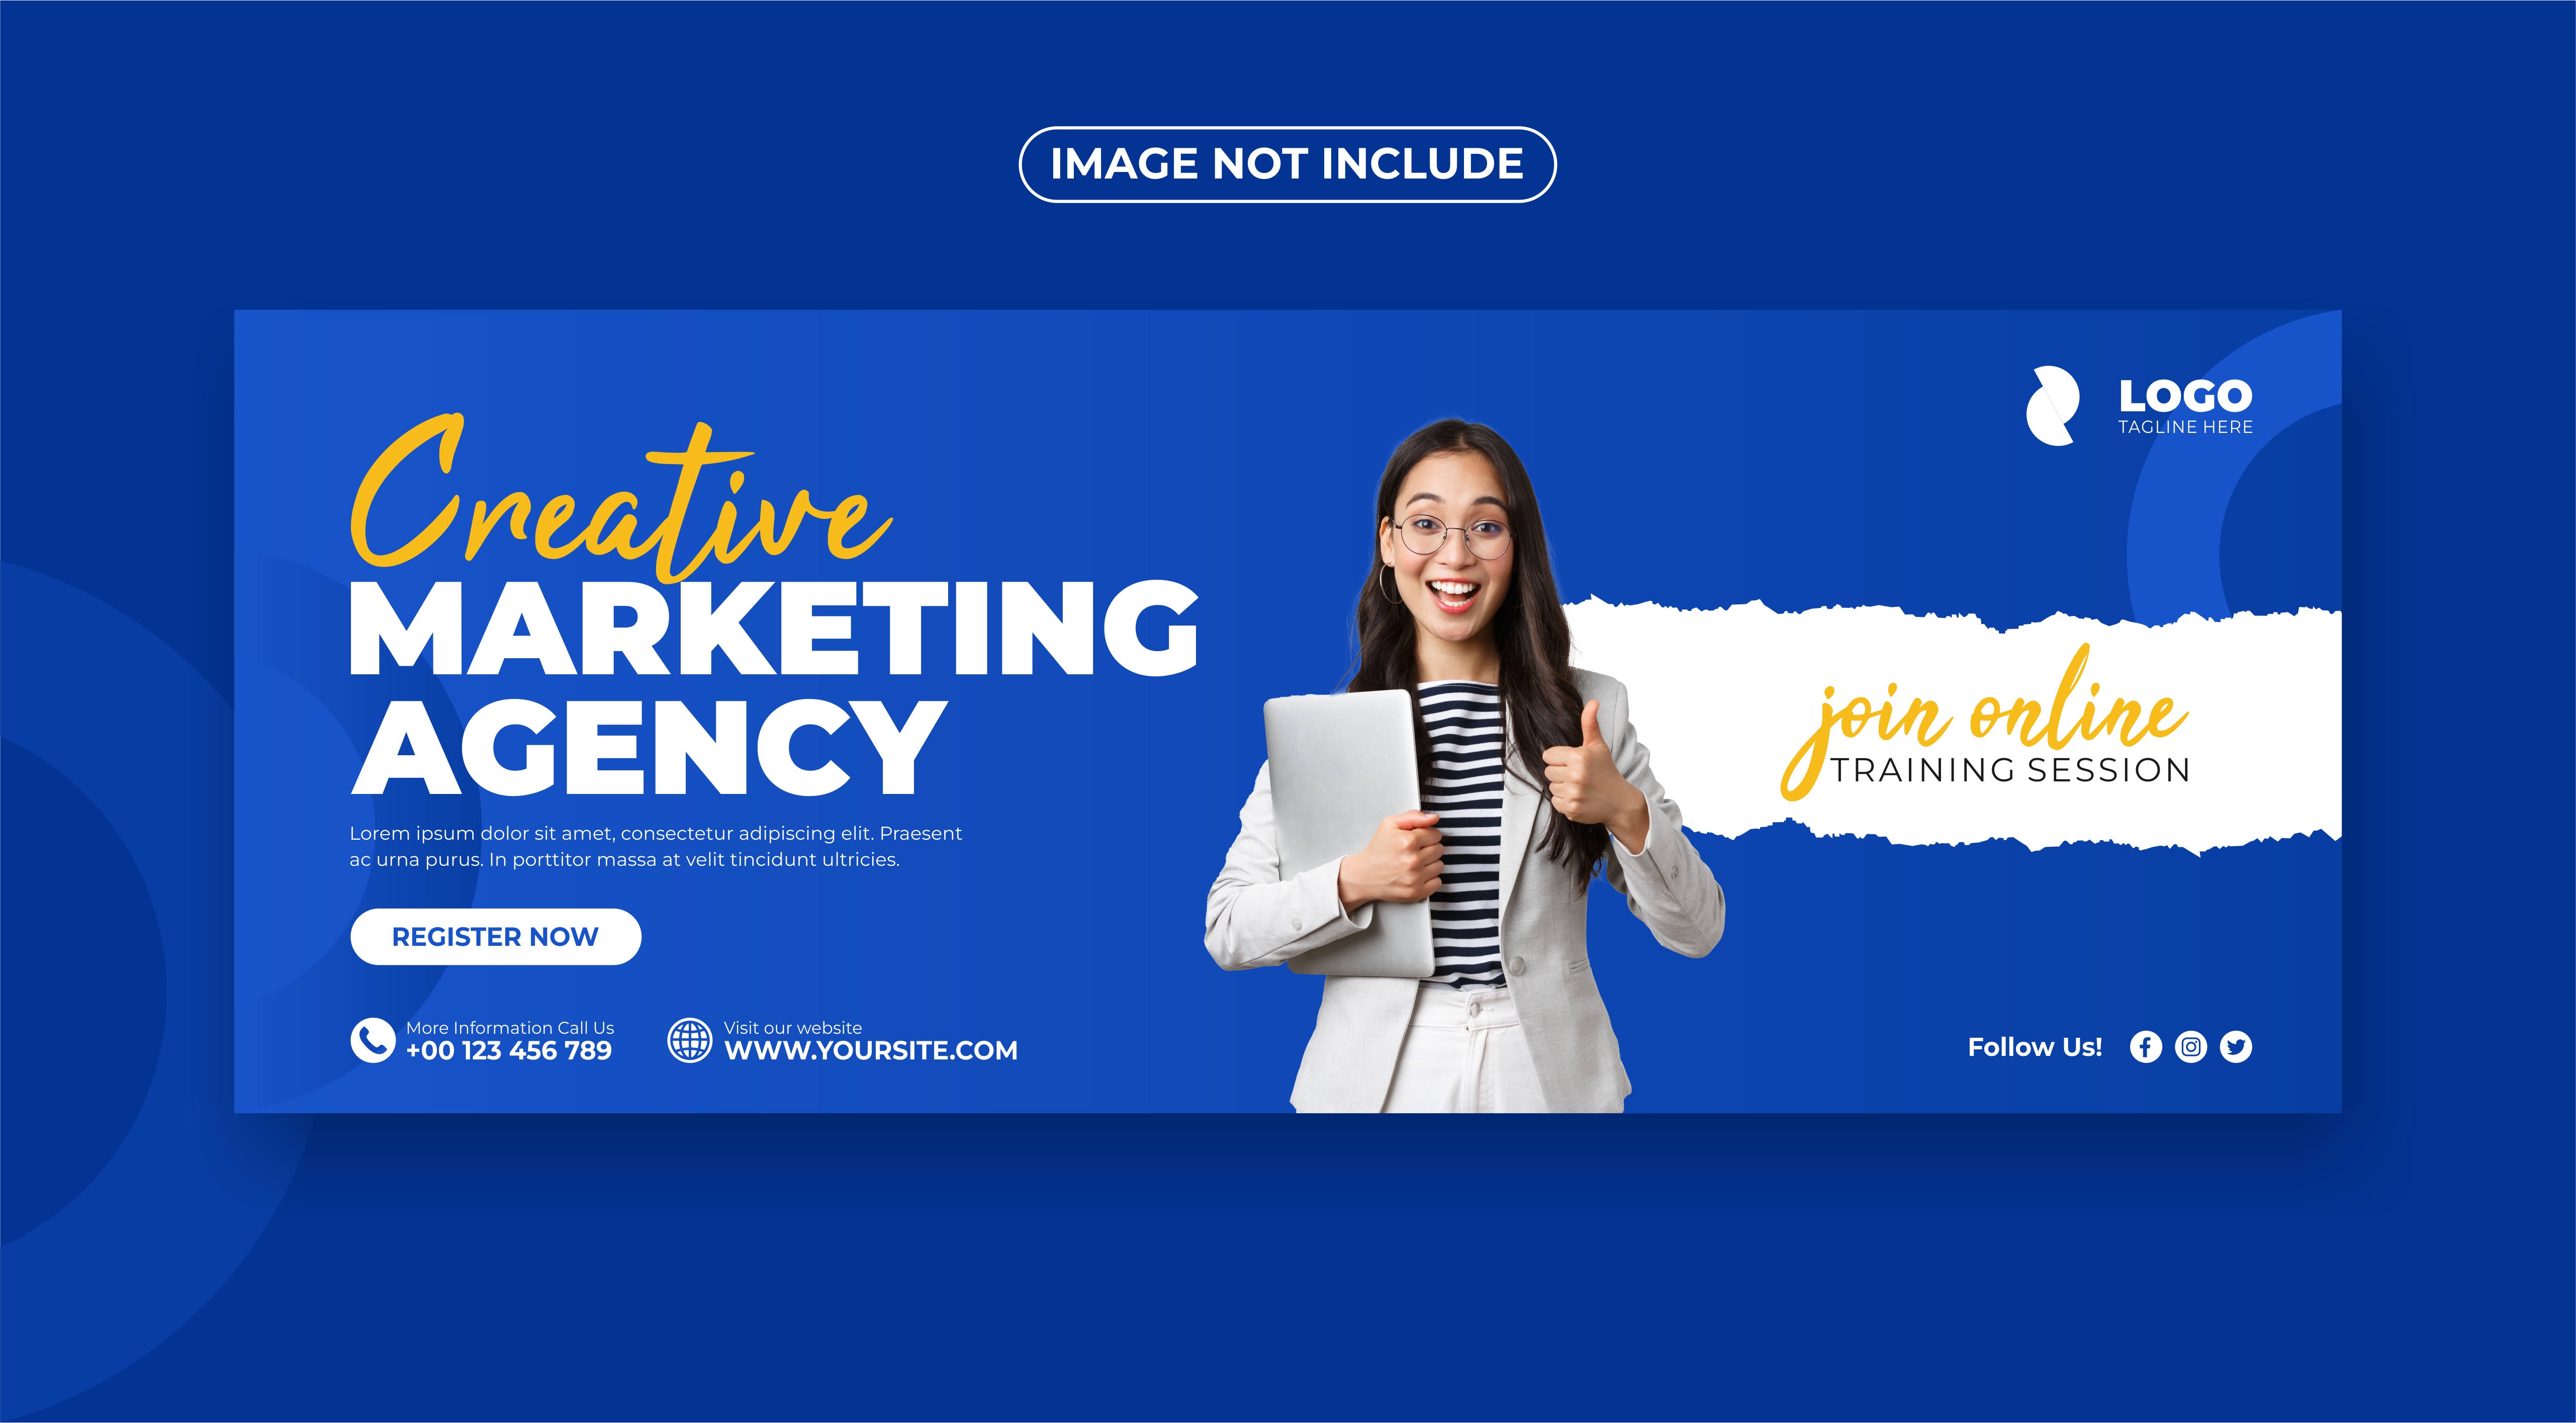 IMAGE NOT INCLUDE
LOGO
TAGLINE HERE
Creative
MARKETING
AGENCY
Lorem ipsum dolor sit amet, consectetur adipiscing elit. Praesent
ac urna purus. In porttitor massa at velit tincidunt ultricies.
REGISTER NOW
More Information Call Us
+00 123 456 789
Visit our website
WWW.YOURSITE.COM
join online
TRAINING SESSION
Follow Us!